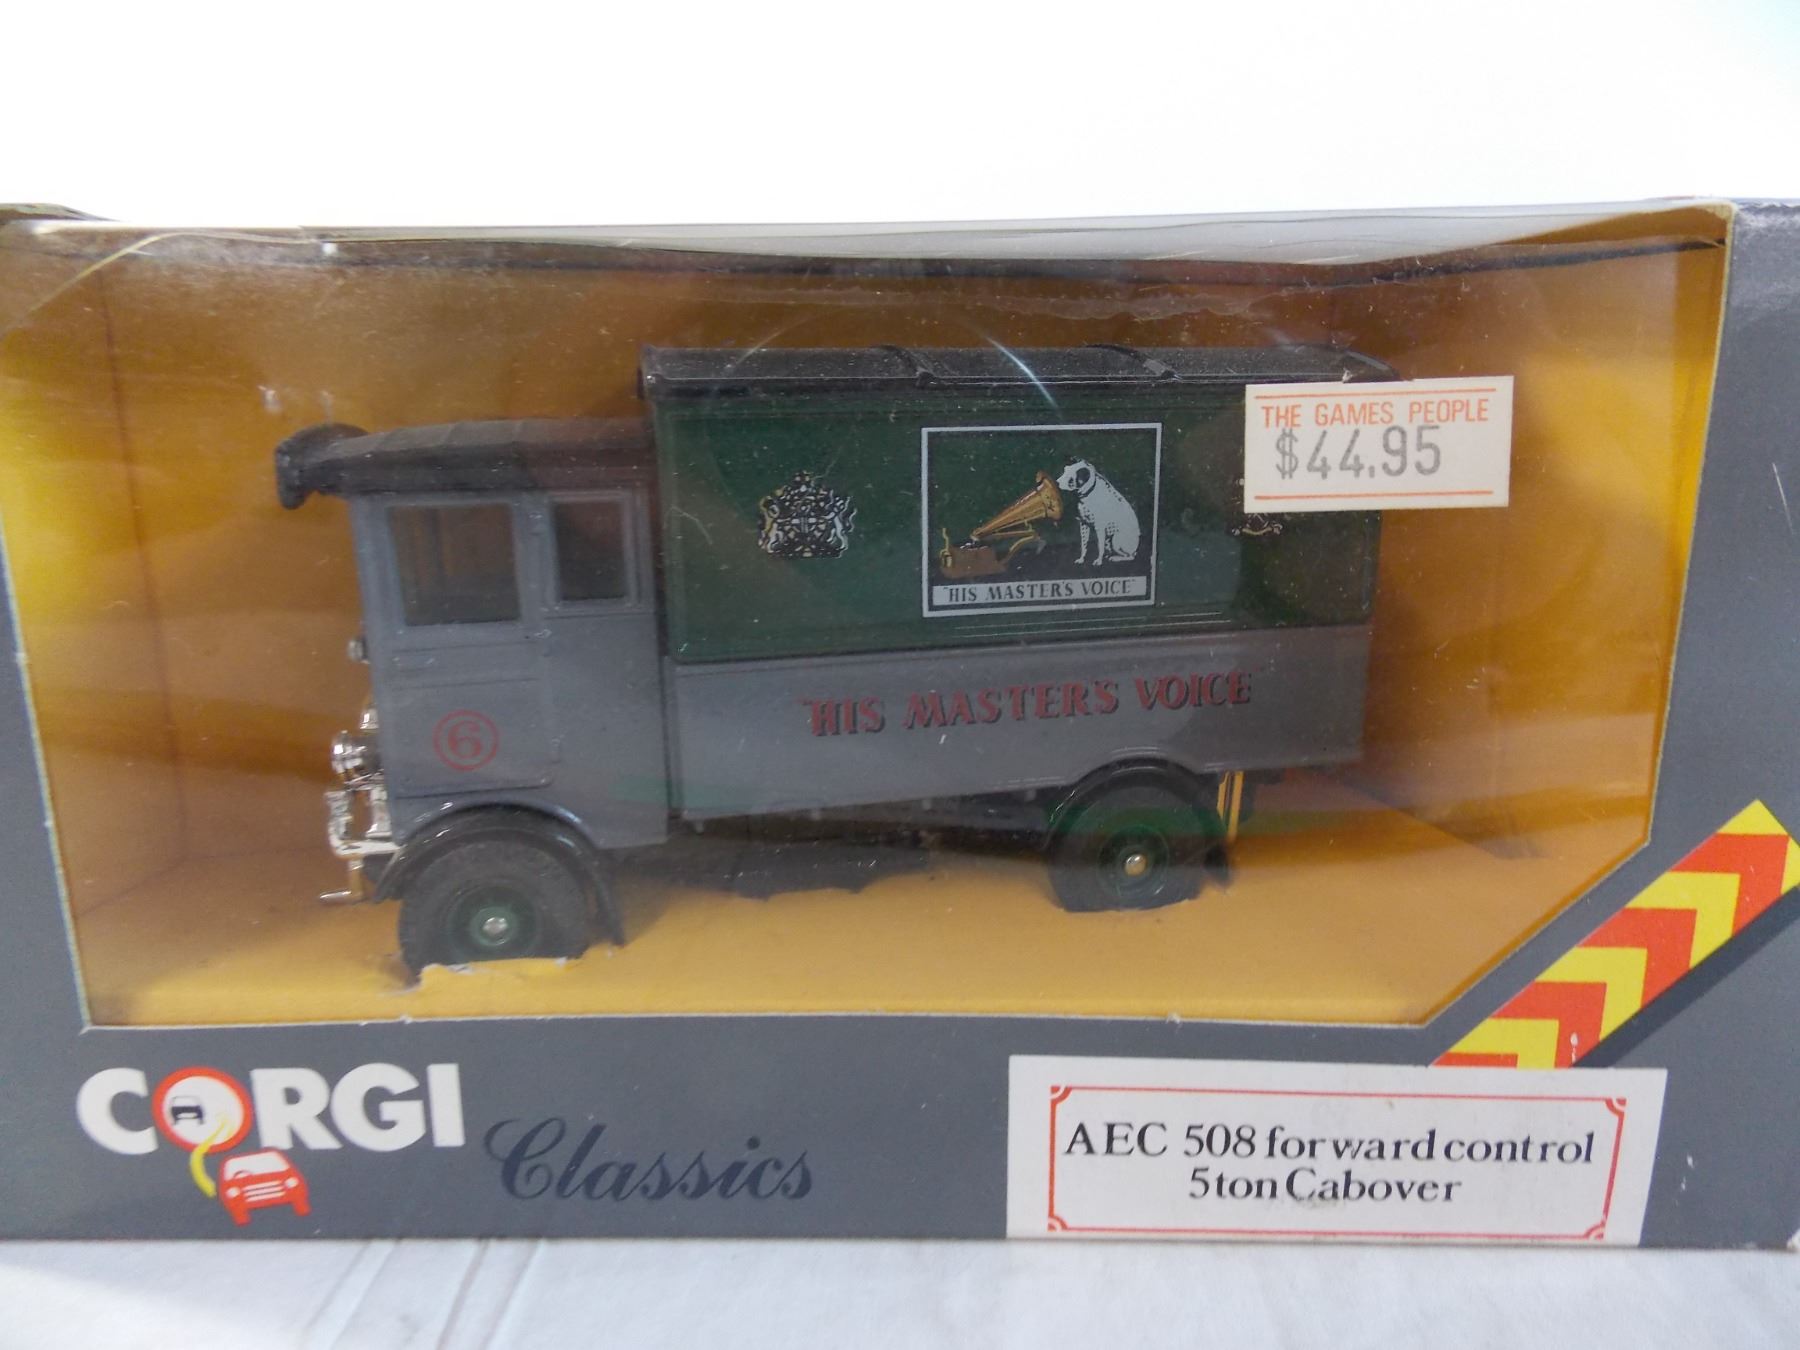 THE GAMES PEOPLE
$44.95
"HIS MASTER'S VOICE"
"HIS MASTER'S VOICE
6
CORGI Classics
AEC 508 forward control
5ton Cabover